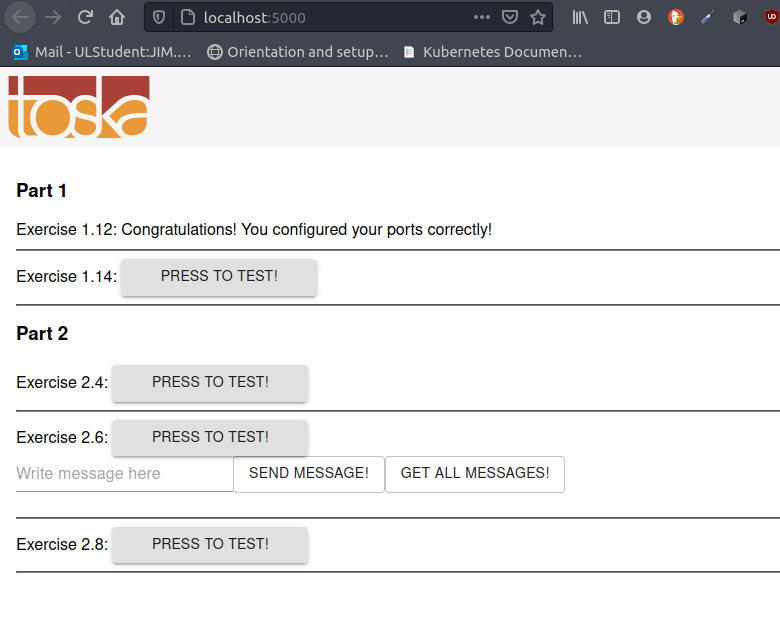 localhost:5000
Mail - ULStudent:JIM.... Orientation and setup... Kubernetes Documen...
toska
Part 1
Exercise 1.12: Congratulations! You configured your ports correctly!
Exercise 1.14: PRESS TO TEST!
Part 2
Exercise 2.4: PRESS TO TEST!
Exercise 2.6: PRESS TO TEST!
Write message here SEND MESSAGE! GET ALL MESSAGES!
Exercise 2.8: PRESS TO TEST!